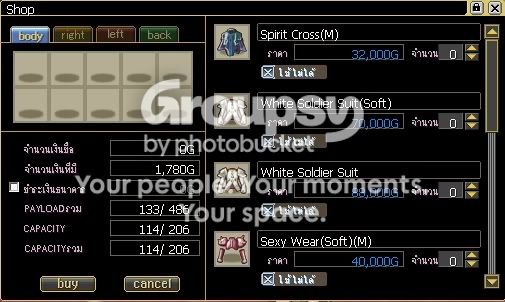 Shop
body right left back
Spirit Cross(M)
ราคา 32,000G จำนวน 0
ใช้ไม่ได้
White Soldier Suit(Soft)
ราคา 70,000G จำนวน 0
ใช้ไม่ได้
White Soldier Suit
ราคา จำนวน 0
Sexy Wear(Soft)(M)
ราคา 40,000G จำนวน 0
ใช้ไม่ได้
จำนวนเงินซื้อ 0G
จำนวนเงินที่มี 1,780G
ชำระเงินธนาคาร
PAYLOADรวม 133/ 486
CAPACITY 114/ 206
CAPACITYรวม 114/ 206
buy cancel
Groupsy
by photobucket
Your people. Your moments.
Your space.